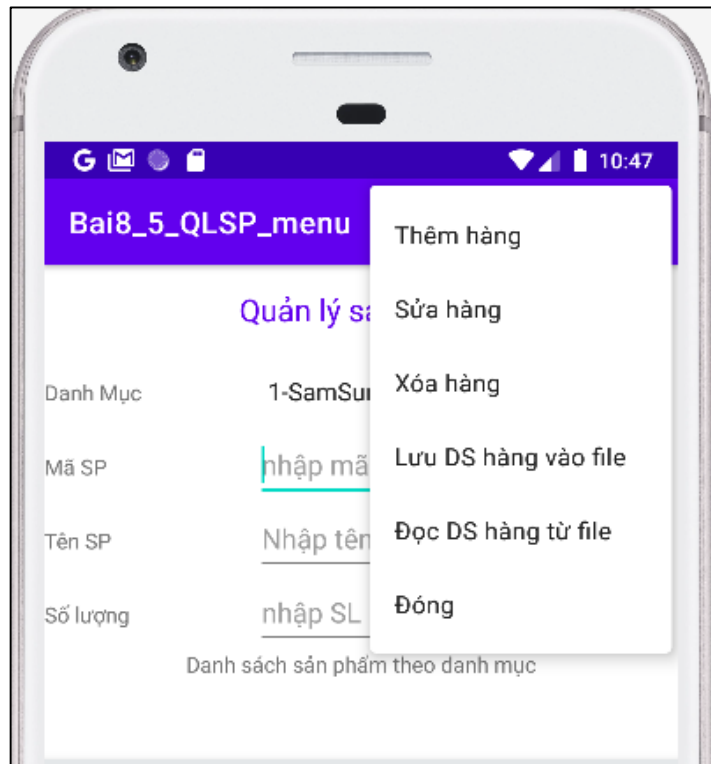 G M 10:47
Bai8_5_QLSP_menu
Thêm hàng
Quản lý
Sửa hàng
Danh Mục 1-SamSu
Xóa hàng
Mã SP nhập mã
Lưu DS hàng vào file
Tên SP Nhập tên
Đọc DS hàng từ file
Số lượng nhập SL
Đóng
Danh sách sản phẩm theo danh mục